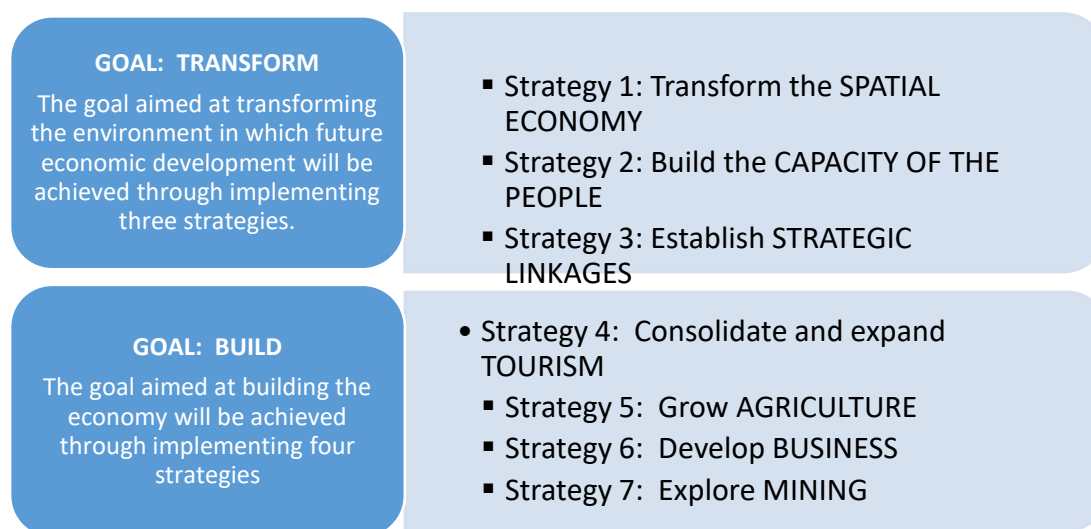 GOAL:  TRANSFORM
The goal aimed at transforming
the environment in which future
economic development will be
achieved through implementing
three strategies.
▪ Strategy 1: Transform the SPATIAL
ECONOMY
▪ Strategy 2: Build the CAPACITY OF THE
PEOPLE
▪ Strategy 3: Establish STRATEGIC
LINKAGES
GOAL:  BUILD
The goal aimed at building the
economy will be achieved
through implementing four
strategies
• Strategy 4:  Consolidate and expand
TOURISM
▪ Strategy 5:  Grow AGRICULTURE
▪ Strategy 6:  Develop BUSINESS
▪ Strategy 7:  Explore MINING